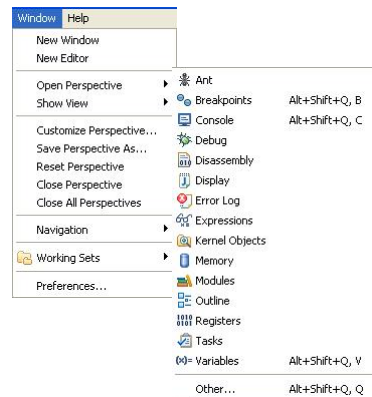 Window Help
New Window
New Editor
Open Perspective
Show View
Customize Perspective...
Save Perspective As...
Reset Perspective
Close Perspective
Close All Perspectives
Navigation
Working Sets
Preferences...
Ant
Breakpoints Alt+Shift+Q, B
Console Alt+Shift+Q, C
Debug
Disassembly
Display
Error Log
Expressions
Kernel Objects
Memory
Modules
Outline
Registers
Tasks
Variables Alt+Shift+Q, V
Other... Alt+Shift+Q, Q